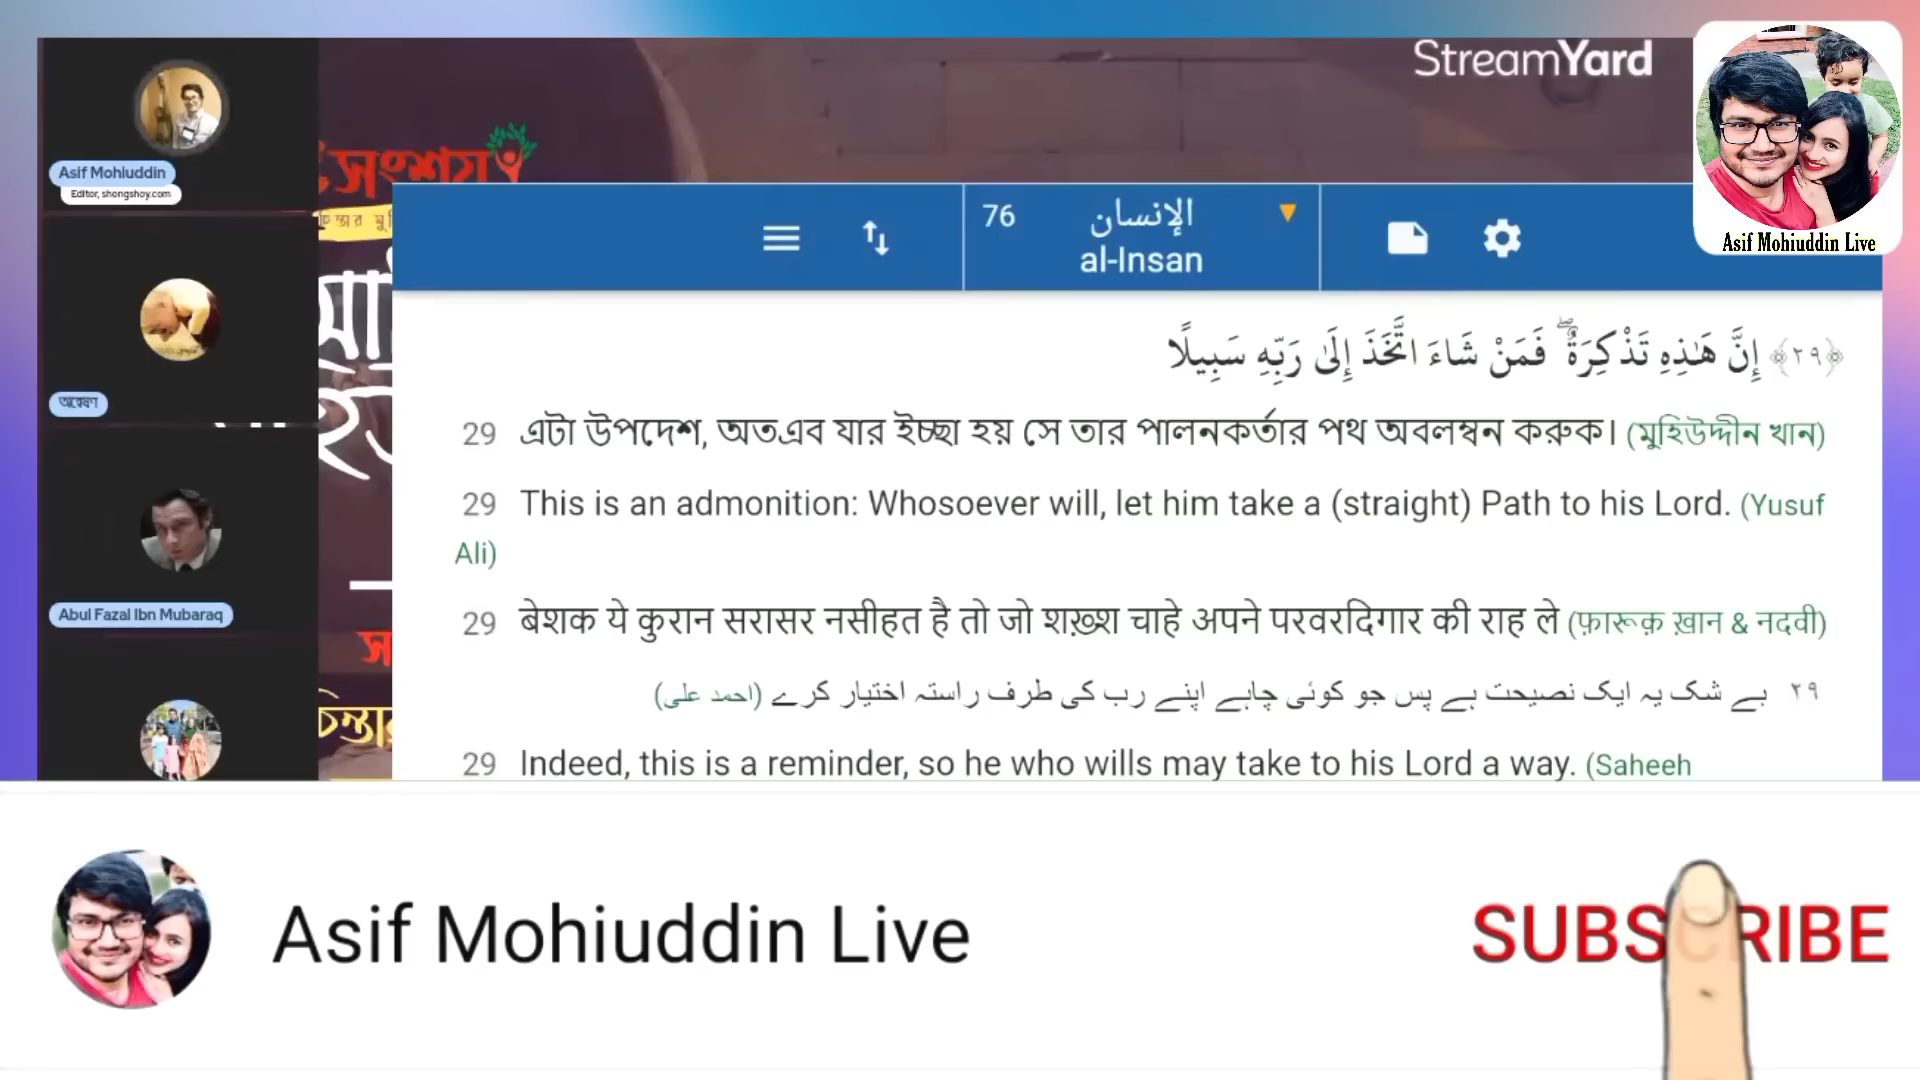 StreamYard
Asif Mohiuddin
Editor, shongshoy.com
সংশয়
অন্বেষণ
Abul Fazal Ibn Mubaraq
76
الإنسان
al-Insan
Asif Mohiuddin Live
﴿٢٩﴾ إِنَّ هَٰذِهِ تَذْكِرَةٌ ۖ فَمَنْ شَاءَ اتَّخَذَ إِلَىٰ رَبِّهِ سَبِيلًا
29 এটা উপদেশ, অতএব যার ইচ্ছা হয় সে তার পালনকর্তার পথ অবলম্বন করুক। (মুহিউদ্দীন খান)
29 This is an admonition: Whosoever will, let him take a (straight) Path to his Lord. (Yusuf
Ali)
29 बेशक ये कुरान सरासर नसीहत है तो जो शख़्श चाहे अपने परवरदिगार की राह ले (फ़ारूक़ ख़ान & नदवी)
٢٩ بے شک یہ ایک نصیحت ہے پس جو کوئی چاہے اپنے رب کی طرف راستہ اختیار کرے (احمد علی)
29 Indeed, this is a reminder, so he who wills may take to his Lord a way. (Saheeh
Asif Mohiuddin Live
SUBSCRIBE